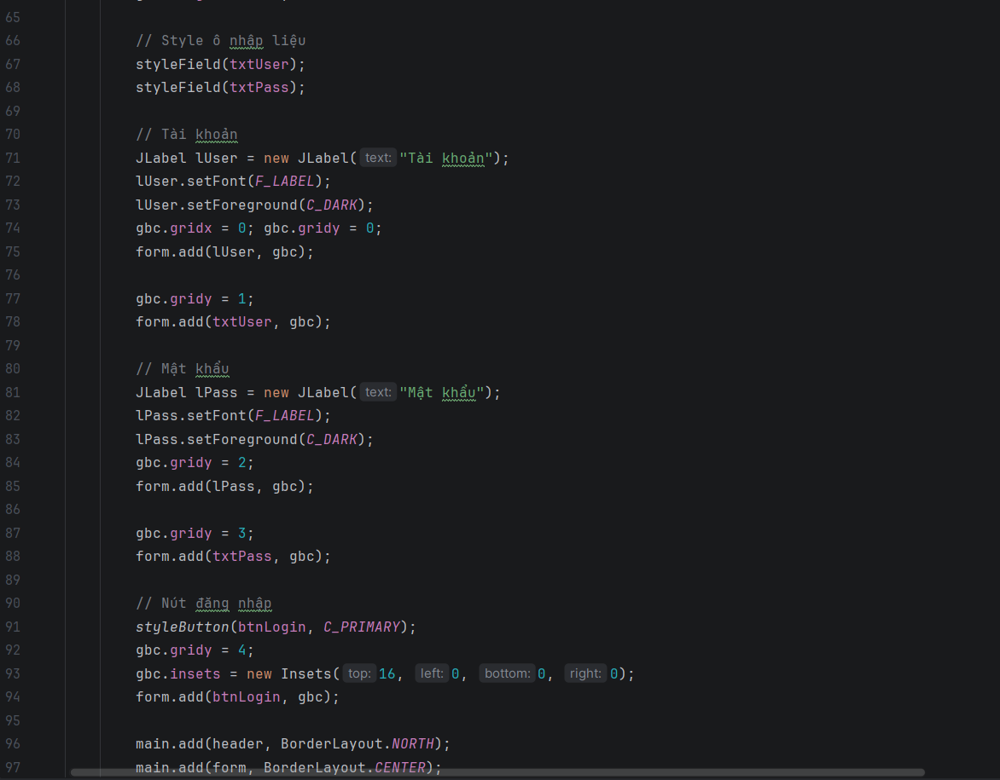 65
66 // Style ô nhập liệu
67 styleField(txtUser);
68 styleField(txtPass);
69
70 // Tài khoản
71 JLabel lUser = new JLabel( text: "Tài khoản");
72 lUser.setFont(F_LABEL);
73 lUser.setForeground(C_DARK);
74 gbc.gridx = 0; gbc.gridy = 0;
75 form.add(lUser, gbc);
76
77 gbc.gridy = 1;
78 form.add(txtUser, gbc);
79
80 // Mật khẩu
81 JLabel lPass = new JLabel( text: "Mật khẩu");
82 lPass.setFont(F_LABEL);
83 lPass.setForeground(C_DARK);
84 gbc.gridy = 2;
85 form.add(lPass, gbc);
86
87 gbc.gridy = 3;
88 form.add(txtPass, gbc);
89
90 // Nút đăng nhập
91 styleButton(btnLogin, C_PRIMARY);
92 gbc.gridy = 4;
93 gbc.insets = new Insets( top: 16, left: 0, bottom: 0, right: 0);
94 form.add(btnLogin, gbc);
95
96 main.add(header, BorderLayout.NORTH);
97 main.add(form, BorderLayout.CENTER);